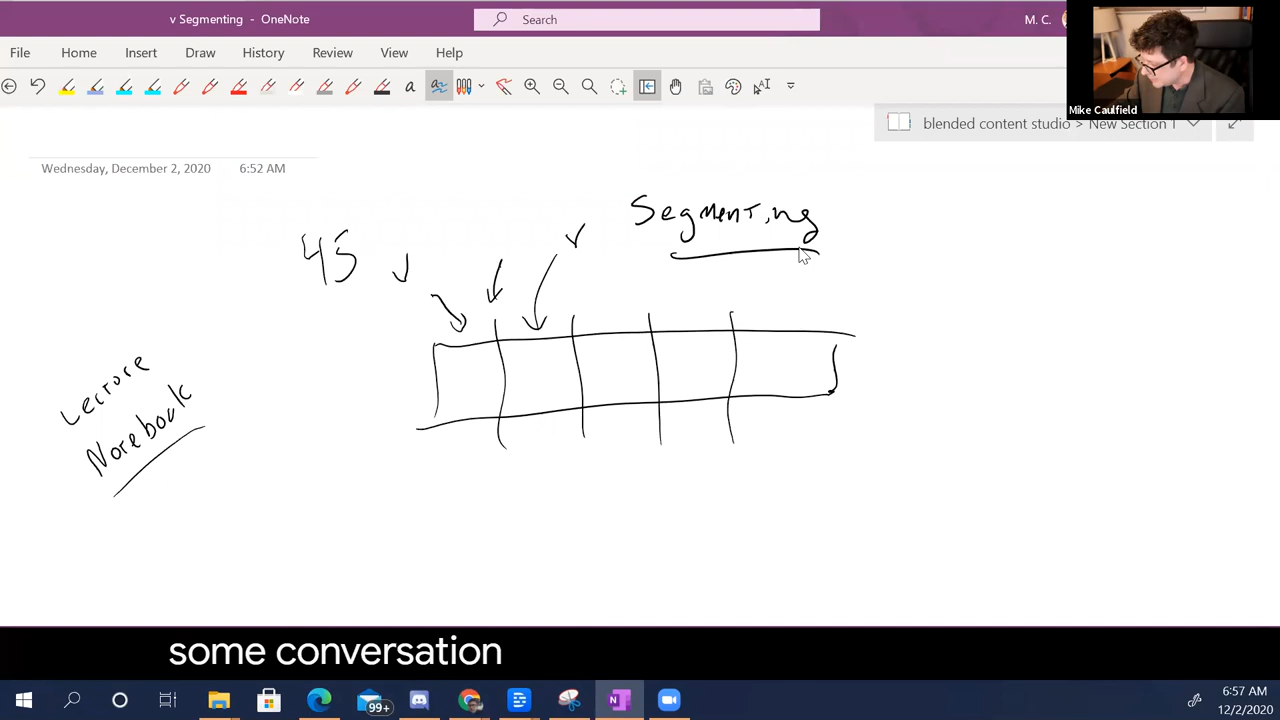 v Segmenting - OneNote
Search
M. C.
Mike Caulfield
File Home Insert Draw History Review View Help
blended content studio > New Section 1
Wednesday, December 2, 2020 6:52 AM
Segmenting
45
Lecture
Notebook
some conversation
99+
N
6:57 AM
12/2/2020